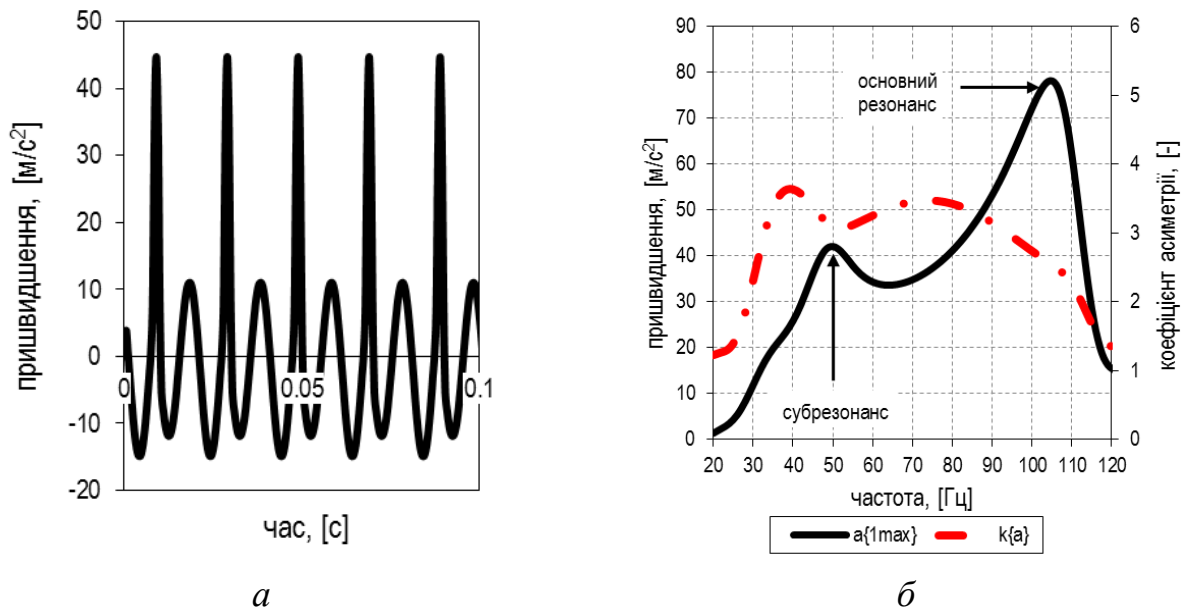 пришвидшення, [м/с²]
50
40
30
20
10
0
-10
-20
0
0.05
0.1
час, [с]
а
пришвидшення, [м/с²]
90
80
70
60
50
40
30
20
10
0
основний
резонанс
субрезонанс
6
5
4
3
2
1
0
коефіцієнт асиметрії, [-]
20 30 40 50 60 70 80 90 100 110 120
частота, [Гц]
a{1max} k{a}
б